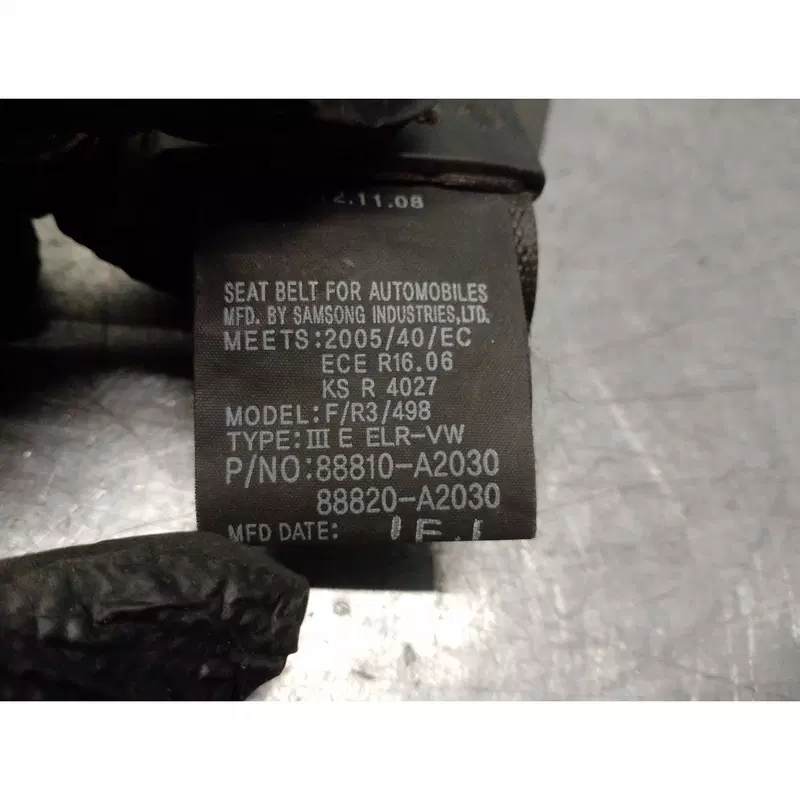 2.11.08
SEAT BELT FOR AUTOMOBILES
MFD. BY SAMSONG INDUSTRIES,LTD.
MEETS:2005/40/EC
ECE R16.06
KS R 4027
MODEL:F/R3/498
TYPE:III E ELR-VW
P/NO:88810-A2030
88820-A2030
MFD DATE: